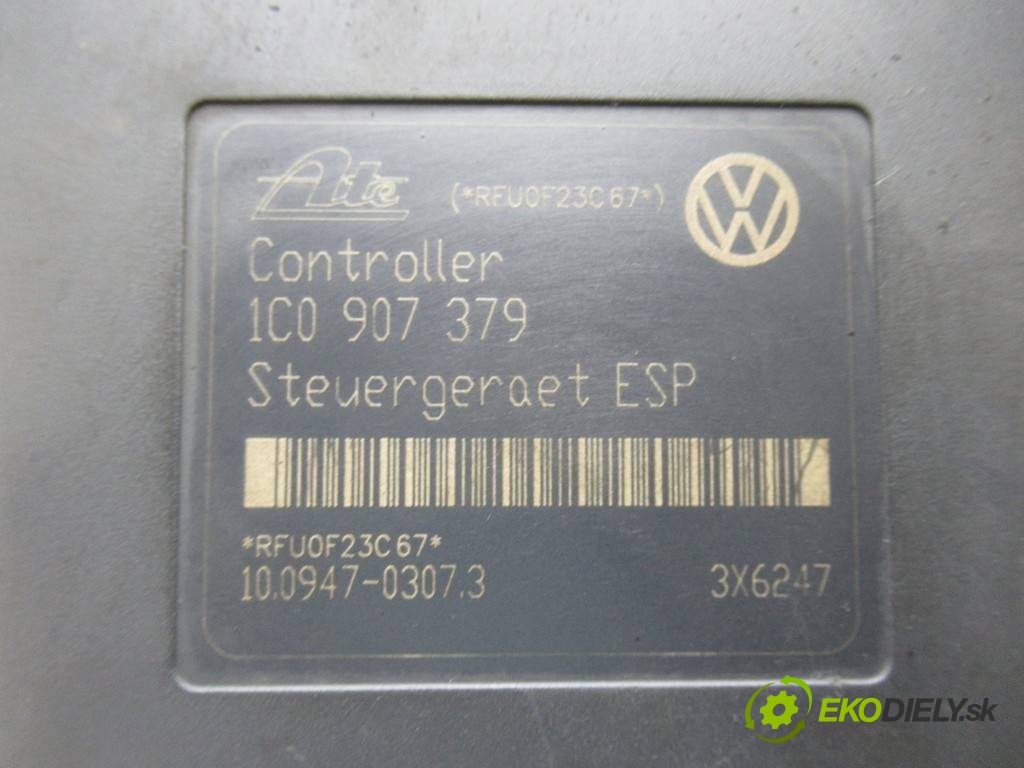 Ate (*RFU0F23C67*)
Controller
1C0 907 379
Steuergeraet ESP
*RFU0F23C67*
10.0947-0307.3 3X6247
EKODIELY.sk